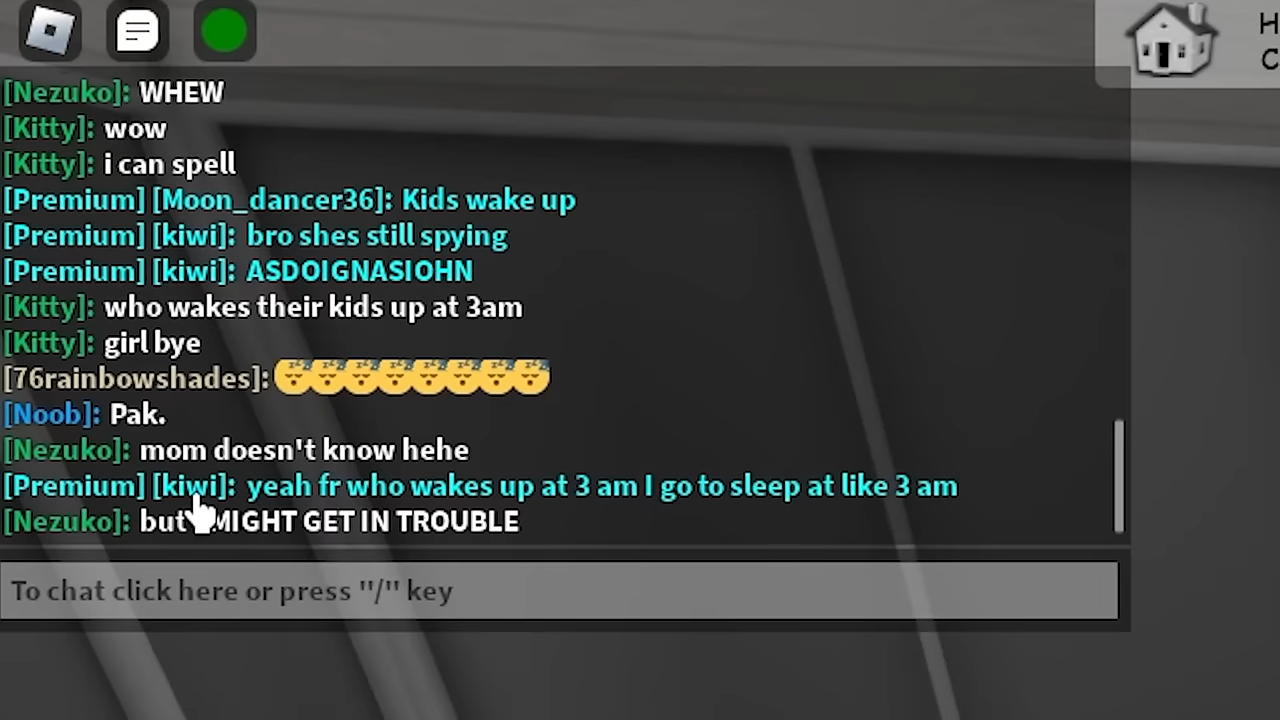 [Nezuko]: WHEW
[Kitty]: wow
[Kitty]: i can spell
[Premium] [Moon_dancer36]: Kids wake up
[Premium] [kiwi]: bro shes still spying
[Premium] [kiwi]: ASDOIGNASIOHN
[Kitty]: who wakes their kids up at 3am
[Kitty]: girl bye
[76rainbowshades]: 😴😴😴😴😴😴😴😴
[Noob]: Pak.
[Nezuko]: mom doesn't know hehe
[Premium] [kiwi]: yeah fr who wakes up at 3 am I go to sleep at like 3 am
[Nezuko]: but MIGHT GET IN TROUBLE
To chat click here or press "/" key
H
C